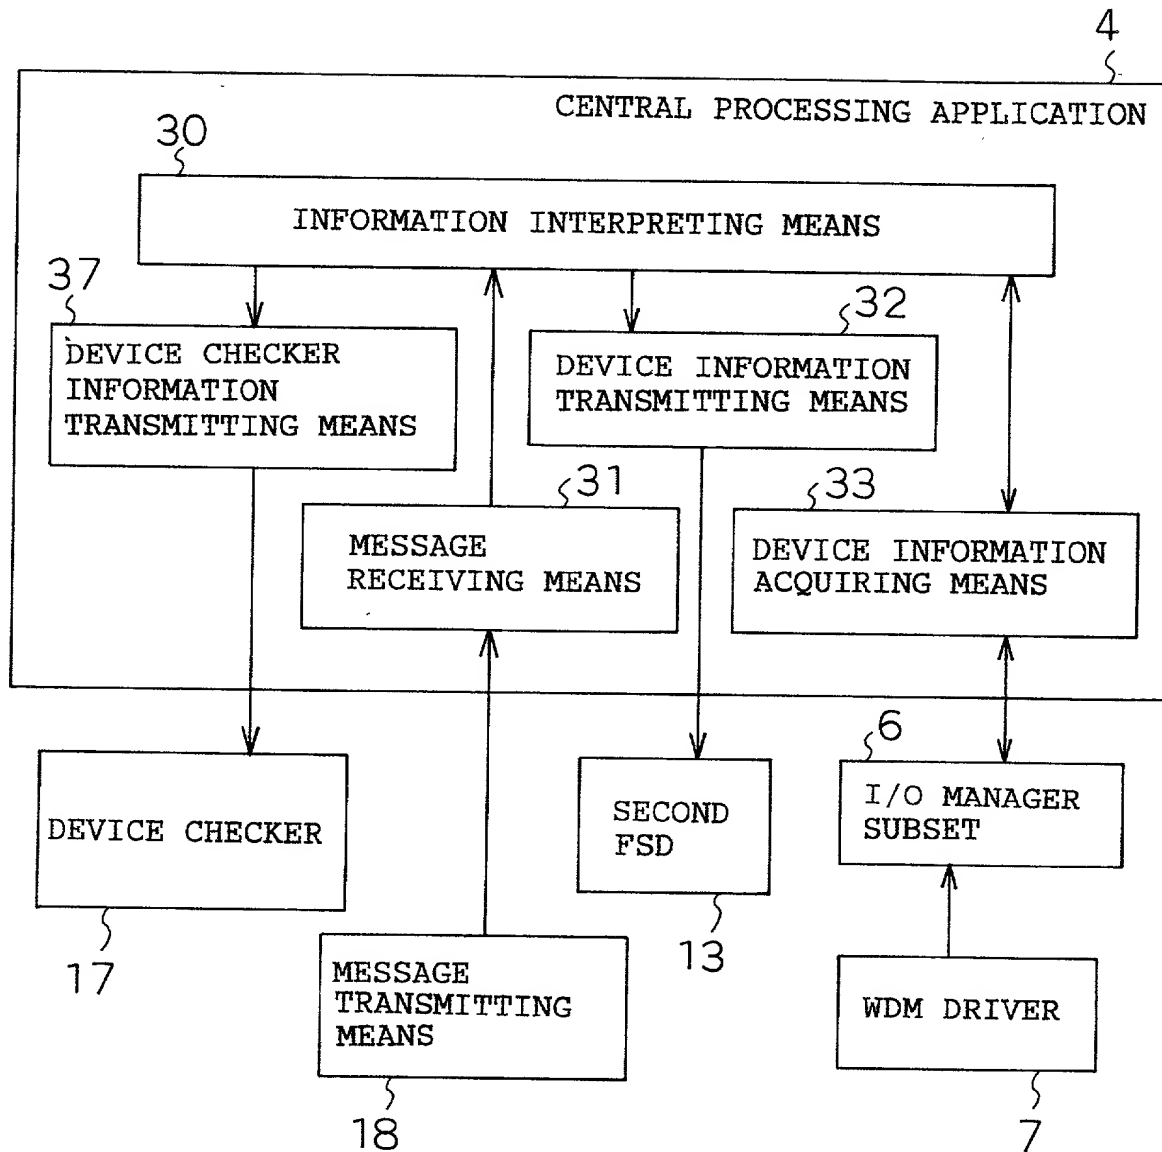 4
CENTRAL PROCESSING APPLICATION
30
INFORMATION INTERPRETING MEANS
37
DEVICE CHECKER
INFORMATION
TRANSMITTING MEANS
32
DEVICE INFORMATION
TRANSMITTING MEANS
31
MESSAGE
RECEIVING MEANS
33
DEVICE INFORMATION
ACQUIRING MEANS
DEVICE CHECKER
17
MESSAGE
TRANSMITTING
MEANS
18
SECOND
FSD
13
6
I/O MANAGER
SUBSET
WDM DRIVER
7